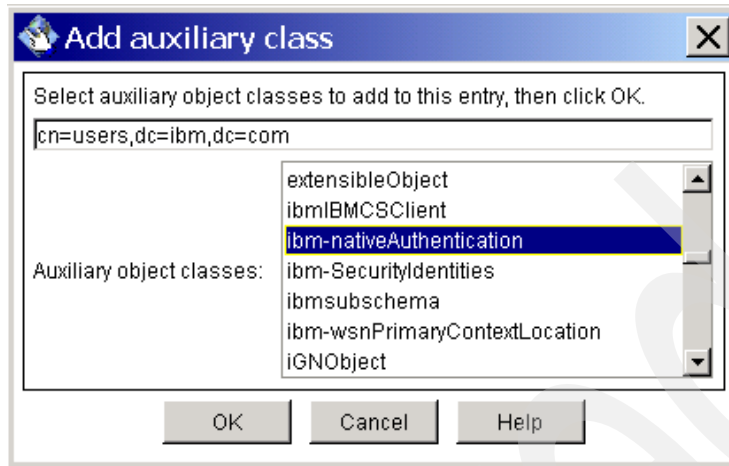 Add auxiliary class
Select auxiliary object classes to add to this entry, then click OK.
cn=users,dc=ibm,dc=com
Auxiliary object classes:
extensibleObject
ibmIBMCSClient
ibm-nativeAuthentication
ibm-SecurityIdentities
ibmsubschema
ibm-wsnPrimaryContextLocation
iGNObject
OK
Cancel
Help